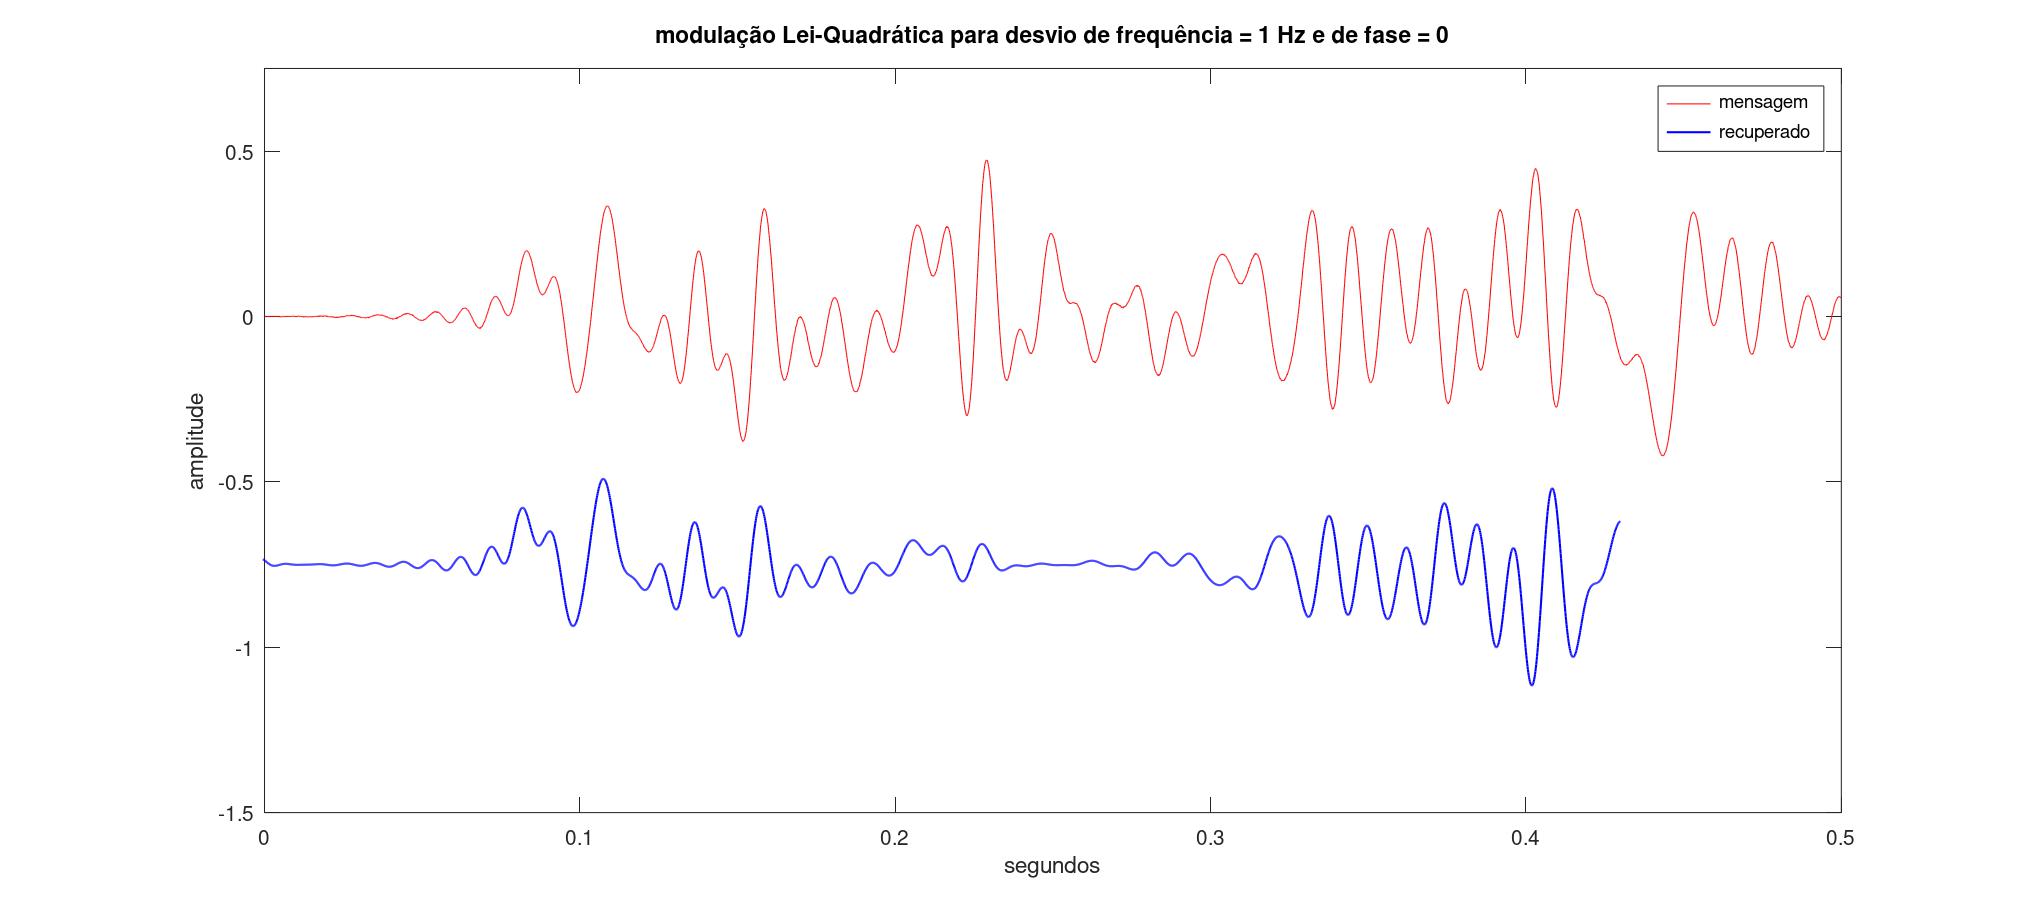 modulação Lei-Quadrática para desvio de frequência = 1 Hz e de fase = 0
mensagem
recuperado
0.5
0
-0.5
-1
-1.5
amplitude
0
0.1
0.2
0.3
0.4
0.5
segundos